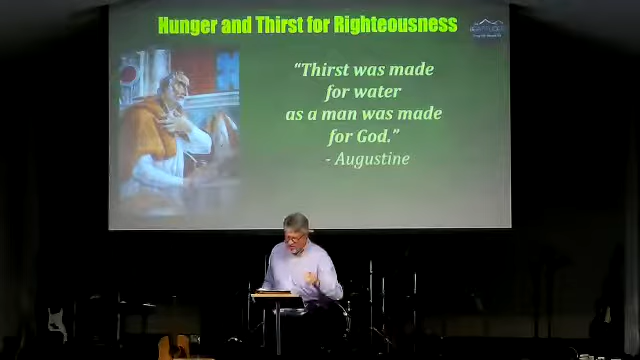 Hunger and Thirst for Righteousness
“Thirst was made
for water
as a man was made
for God.”
- Augustine